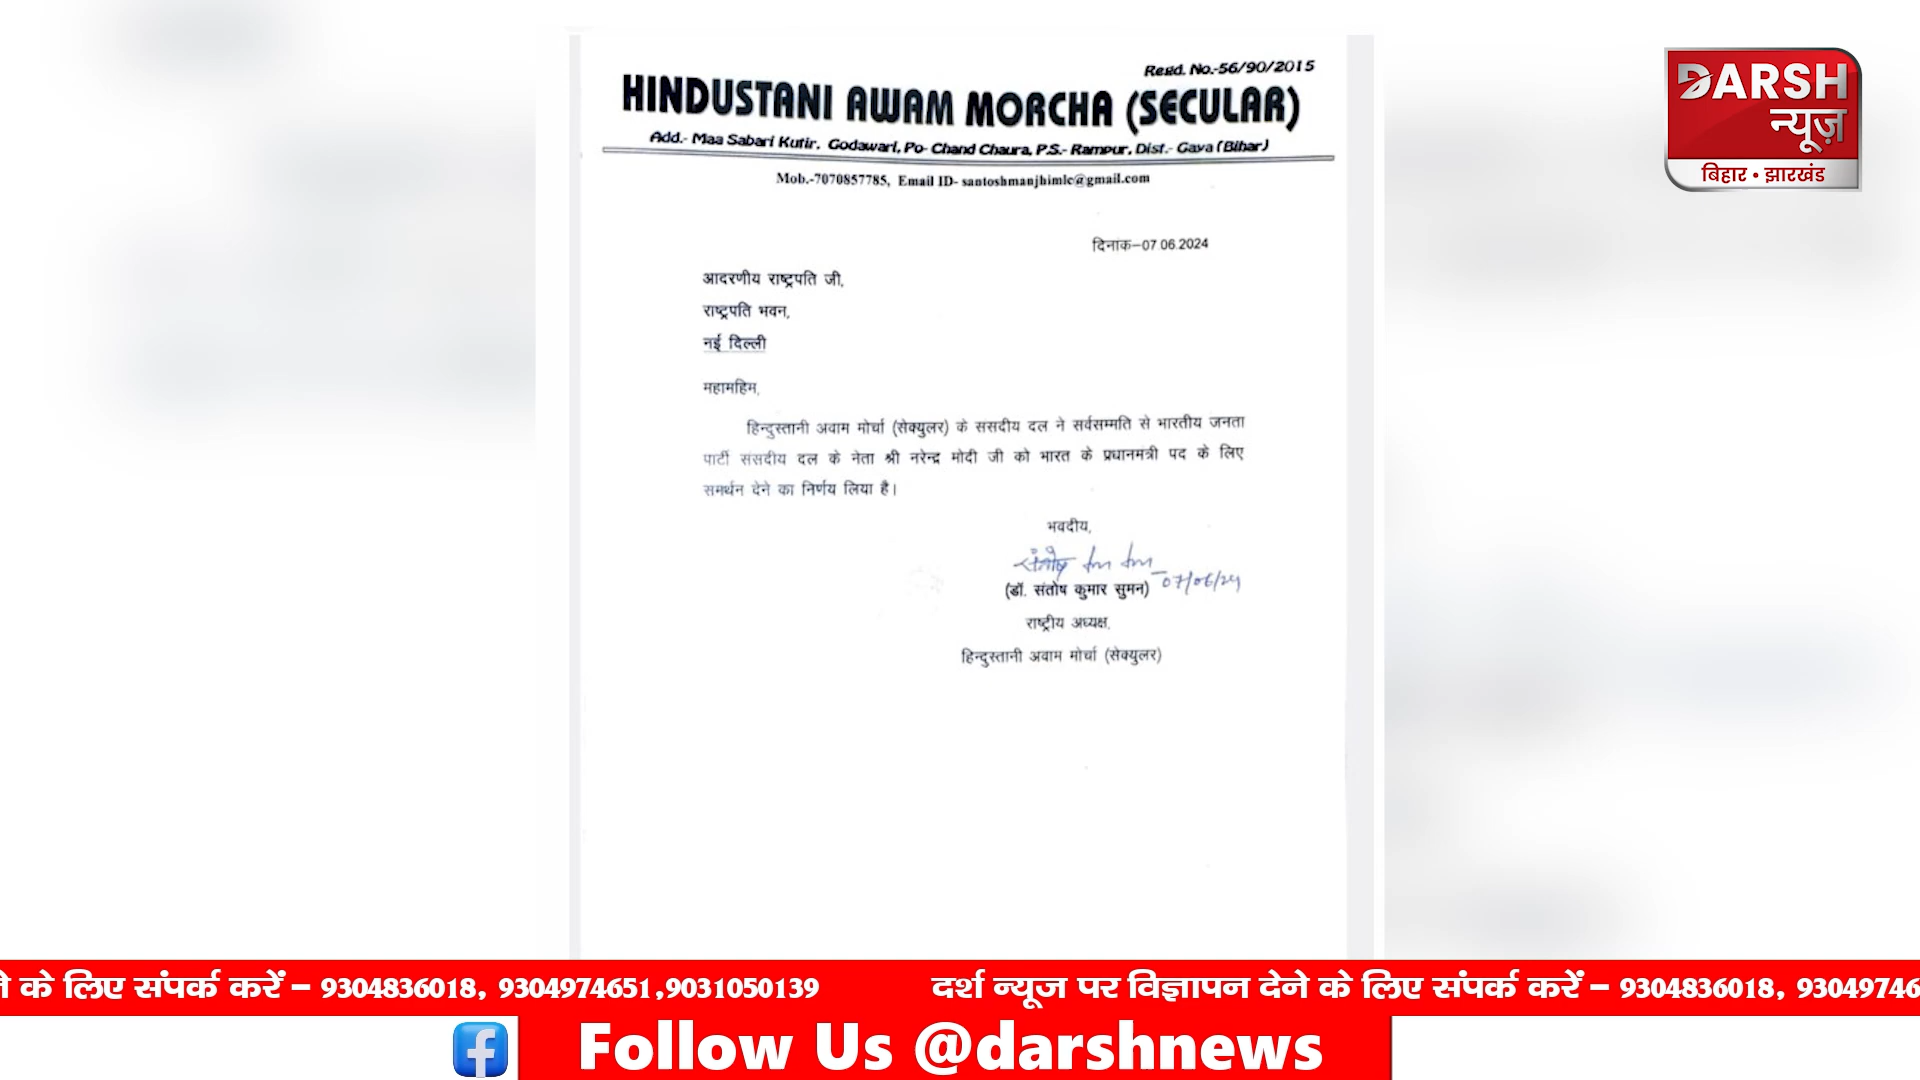 Regd. No.-56/90/2015
HINDUSTANI AWAM MORCHA (SECULAR)
Add.- Maa Sabari Kutir, Godawari, Po- Chand Chaura, P.S.- Rampur, Dist.- Gaya (Bihar)
Mob.-7070857785, Email ID- santoshmanjhimlc@gmail.com
दिनांक–07.06.2024
आदरणीय राष्ट्रपति जी,
राष्ट्रपति भवन,
नई दिल्ली
महामहिम,
हिन्दुस्तानी अवाम मोर्चा (सेक्युलर) के संसदीय दल ने सर्वसम्मति से भारतीय जनता
पार्टी संसदीय दल के नेता श्री नरेन्द्र मोदी जी को भारत के प्रधानमंत्री पद के लिए
समर्थन देने का निर्णय लिया है।
भवदीय,
संतोष
07/06/24
(डॉ. संतोष कुमार सुमन)
राष्ट्रीय अध्यक्ष,
हिन्दुस्तानी अवाम मोर्चा (सेक्युलर)
DARSH
न्यूज़
बिहार • झारखंड
के लिए संपर्क करें – 9304836018, 9304974651,9031050139 दर्श न्यूज पर विज्ञापन देने के लिए संपर्क करें – 9304836018, 93049746
Follow Us @darshnews